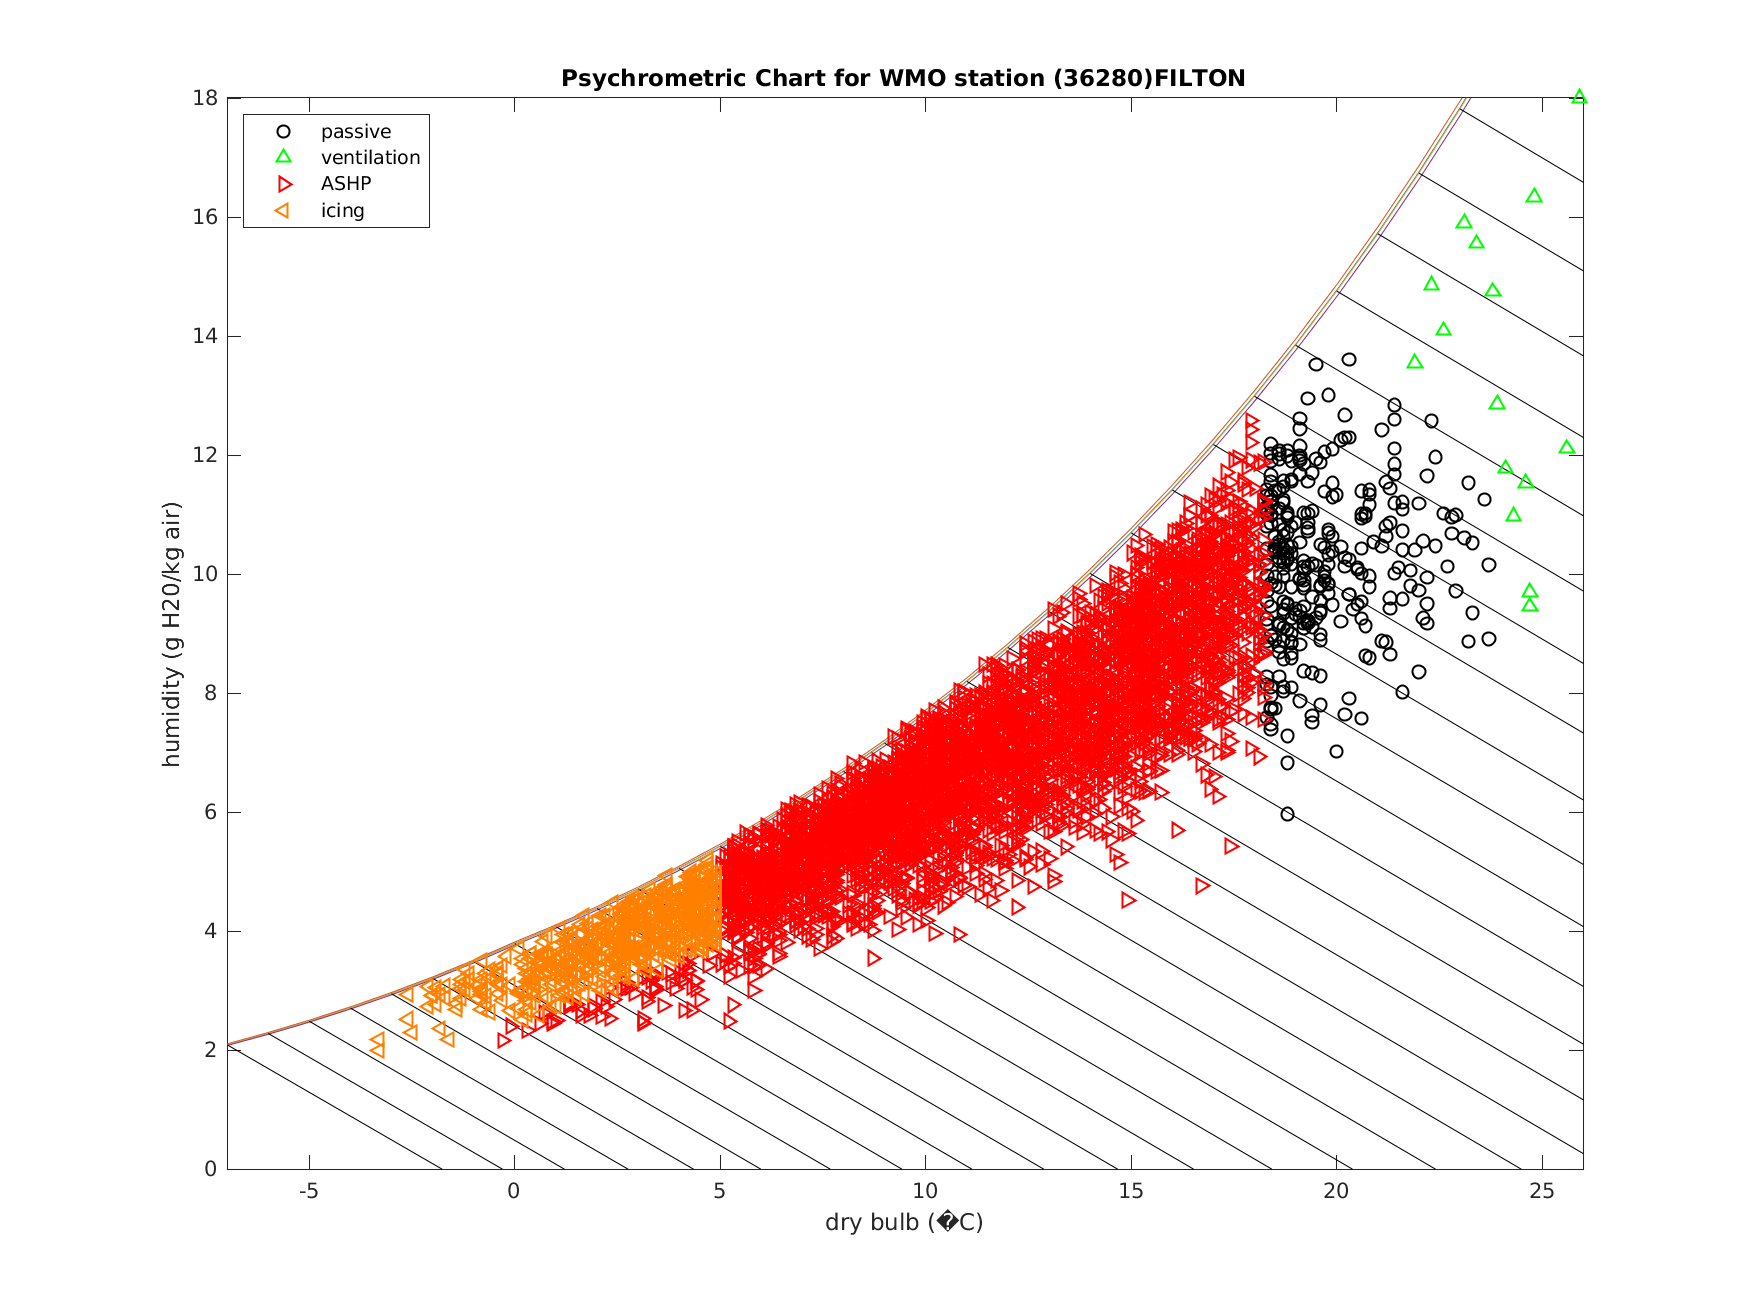 Psychrometric Chart for WMO station (36280)FILTON
passive
ventilation
ASHP
icing
18
16
14
12
10
8
6
4
2
0
humidity (g H20/kg air)
-5
0
5
10
15
20
25
dry bulb (�C)